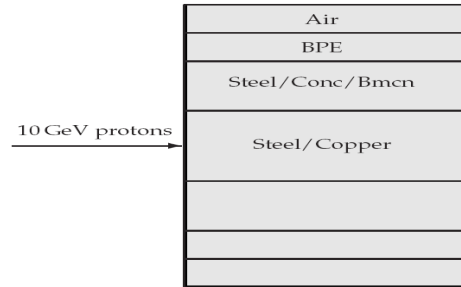 Air
BPE
Steel/Conc/Bmcn
10 GeV protons
Steel/Copper